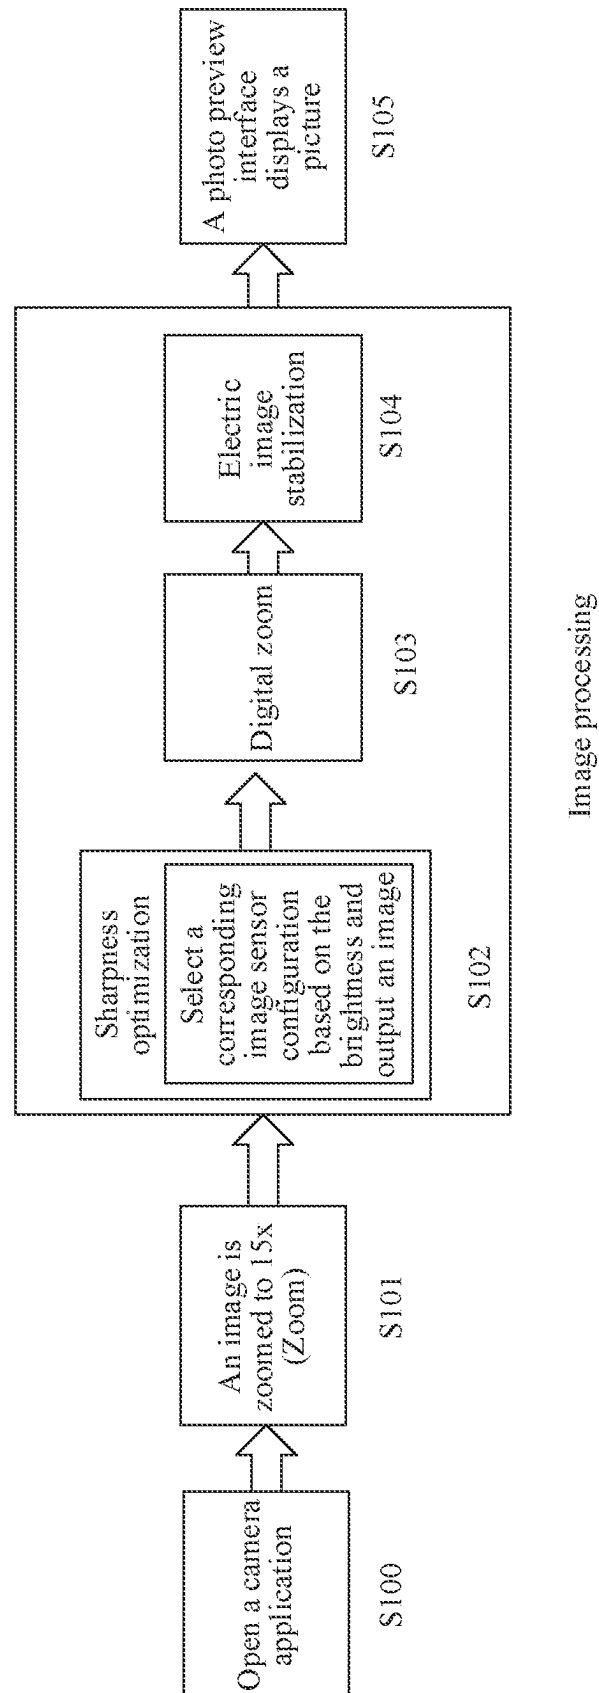 Open a camera
application
S100
An image is
zoomed to 15x
(Zoom)
S101
Sharpness
optimization
Select a
corresponding
image sensor
configuration
based on the
brightness and
output an image
S102
Digital zoom
S103
Electric
image
stabilization
S104
Image processing
A photo preview
interface
displays a
picture
S105